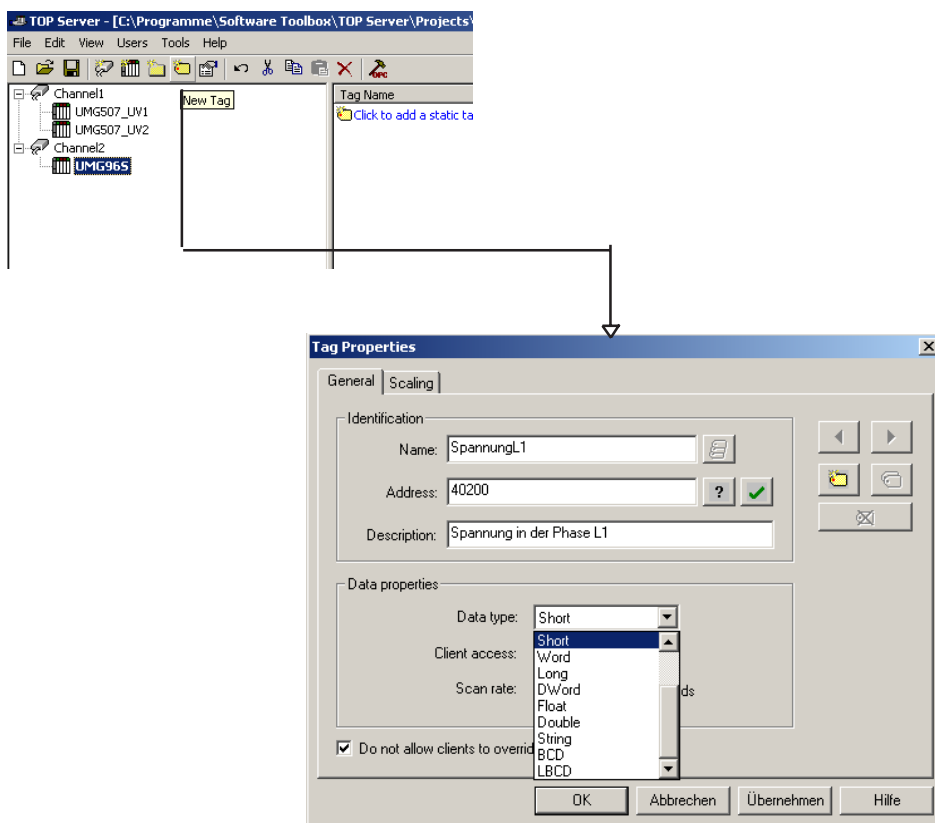 TOP Server - [C:\Programme\Software Toolbox\TOP Server\Projects\
File Edit View Users Tools Help
OPC
Channel1
UMG507_UV1
UMG507_UV2
Channel2
UMG96S
New Tag
Tag Name
Click to add a static ta
Tag Properties
General Scaling
Identification
Name: SpannungL1
Address: 40200 ?
Description: Spannung in der Phase L1
Data properties
Data type: Short
Client access:
Scan rate: ds
Short
Word
Long
DWord
Float
Double
String
BCD
LBCD
Do not allow clients to overrid
OK Abbrechen Übernehmen Hilfe